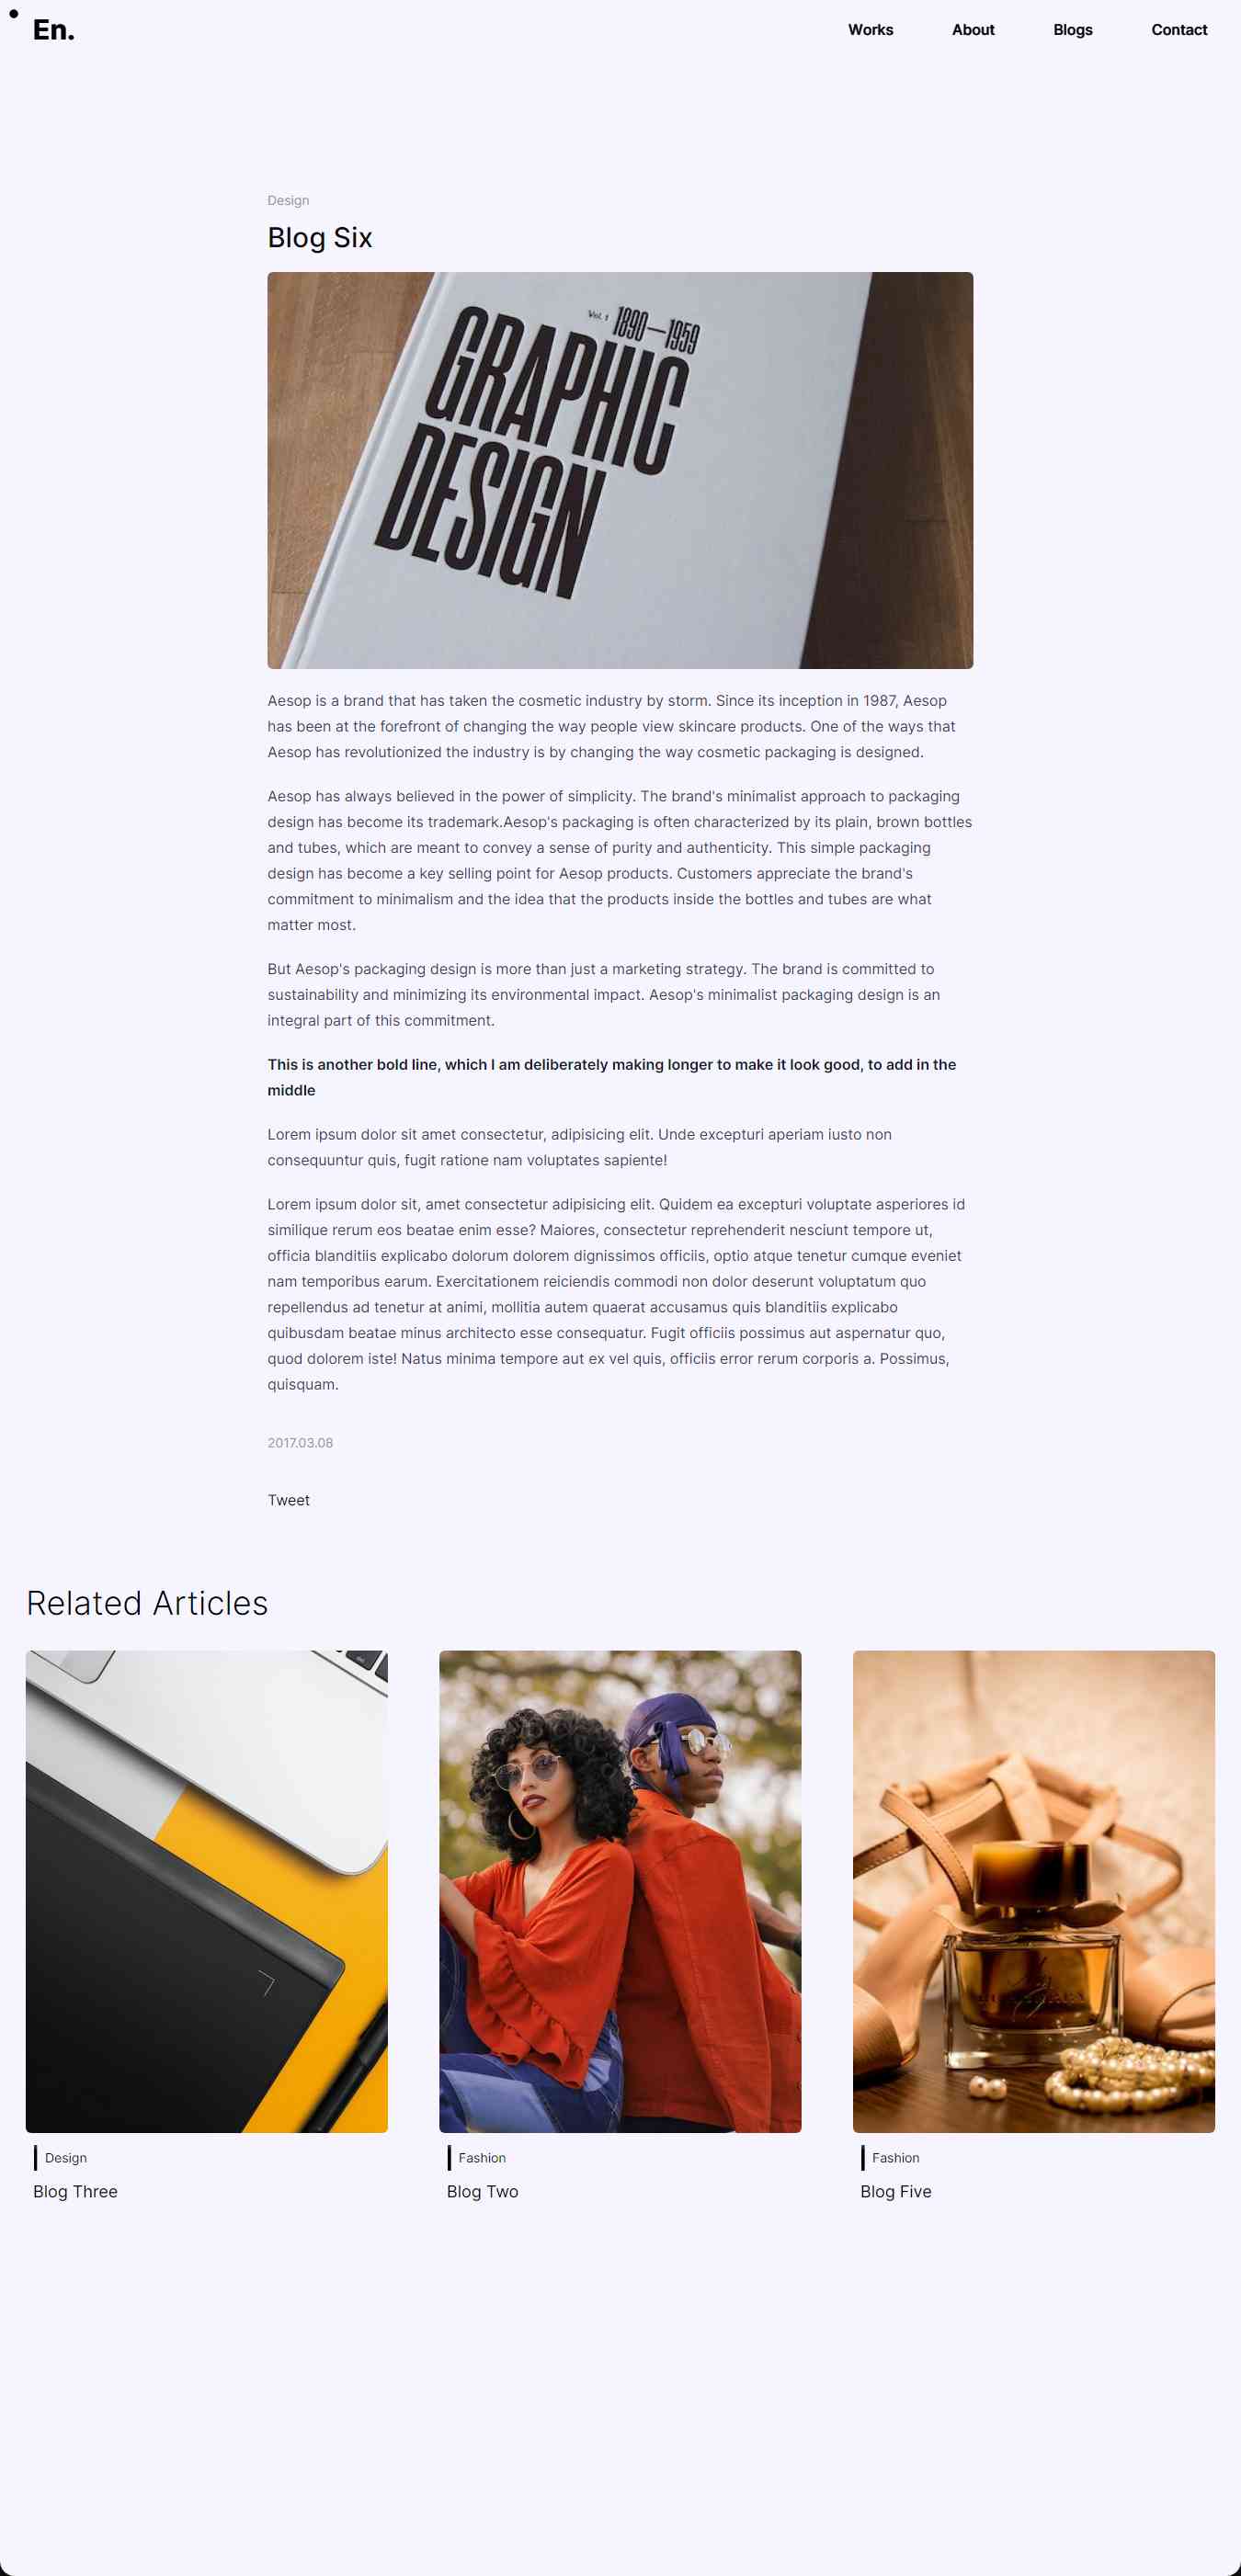 En.
Works About Blogs Contact
Design
Blog Six
Vol. 1 1890—1959
GRAPHIC
DESIGN
Aesop is a brand that has taken the cosmetic industry by storm. Since its inception in 1987, Aesop
has been at the forefront of changing the way people view skincare products. One of the ways that
Aesop has revolutionized the industry is by changing the way cosmetic packaging is designed.
Aesop has always believed in the power of simplicity. The brand's minimalist approach to packaging
design has become its trademark.Aesop's packaging is often characterized by its plain, brown bottles
and tubes, which are meant to convey a sense of purity and authenticity. This simple packaging
design has become a key selling point for Aesop products. Customers appreciate the brand's
commitment to minimalism and the idea that the products inside the bottles and tubes are what
matter most.
But Aesop's packaging design is more than just a marketing strategy. The brand is committed to
sustainability and minimizing its environmental impact. Aesop's minimalist packaging design is an
integral part of this commitment.
This is another bold line, which I am deliberately making longer to make it look good, to add in the
middle
Lorem ipsum dolor sit amet consectetur, adipisicing elit. Unde excepturi aperiam iusto non
consequuntur quis, fugit ratione nam voluptates sapiente!
Lorem ipsum dolor sit, amet consectetur adipisicing elit. Quidem ea excepturi voluptate asperiores id
similique rerum eos beatae enim esse? Maiores, consectetur reprehenderit nesciunt tempore ut,
officia blanditiis explicabo dolorum dolorem dignissimos officiis, optio atque tenetur cumque eveniet
nam temporibus earum. Exercitationem reiciendis commodi non dolor deserunt voluptatum quo
repellendus ad tenetur at animi, mollitia autem quaerat accusamus quis blanditiis explicabo
quibusdam beatae minus architecto esse consequatur. Fugit officiis possimus aut aspernatur quo,
quod dolorem iste! Natus minima tempore aut ex vel quis, officiis error rerum corporis a. Possimus,
quisquam.
2017.03.08
Tweet
Related Articles
Design
Blog Three
Fashion
Blog Two
Fashion
Blog Five